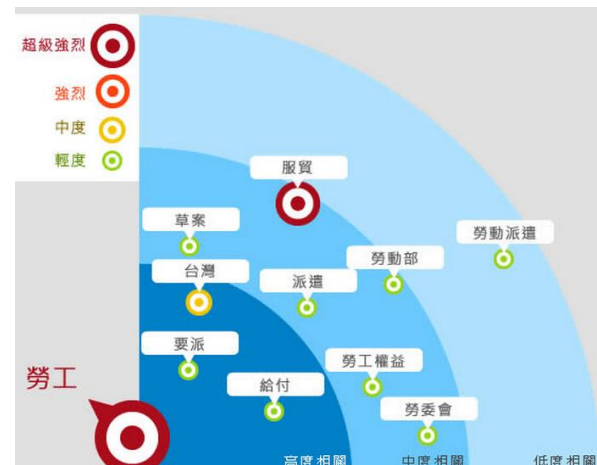 超級強烈
強烈
中度
輕度
服貿
草案
勞動派遣
勞動部
台灣
派遣
要派
勞工權益
勞工
給付
勞委會
高度相關
中度相關
低度相關